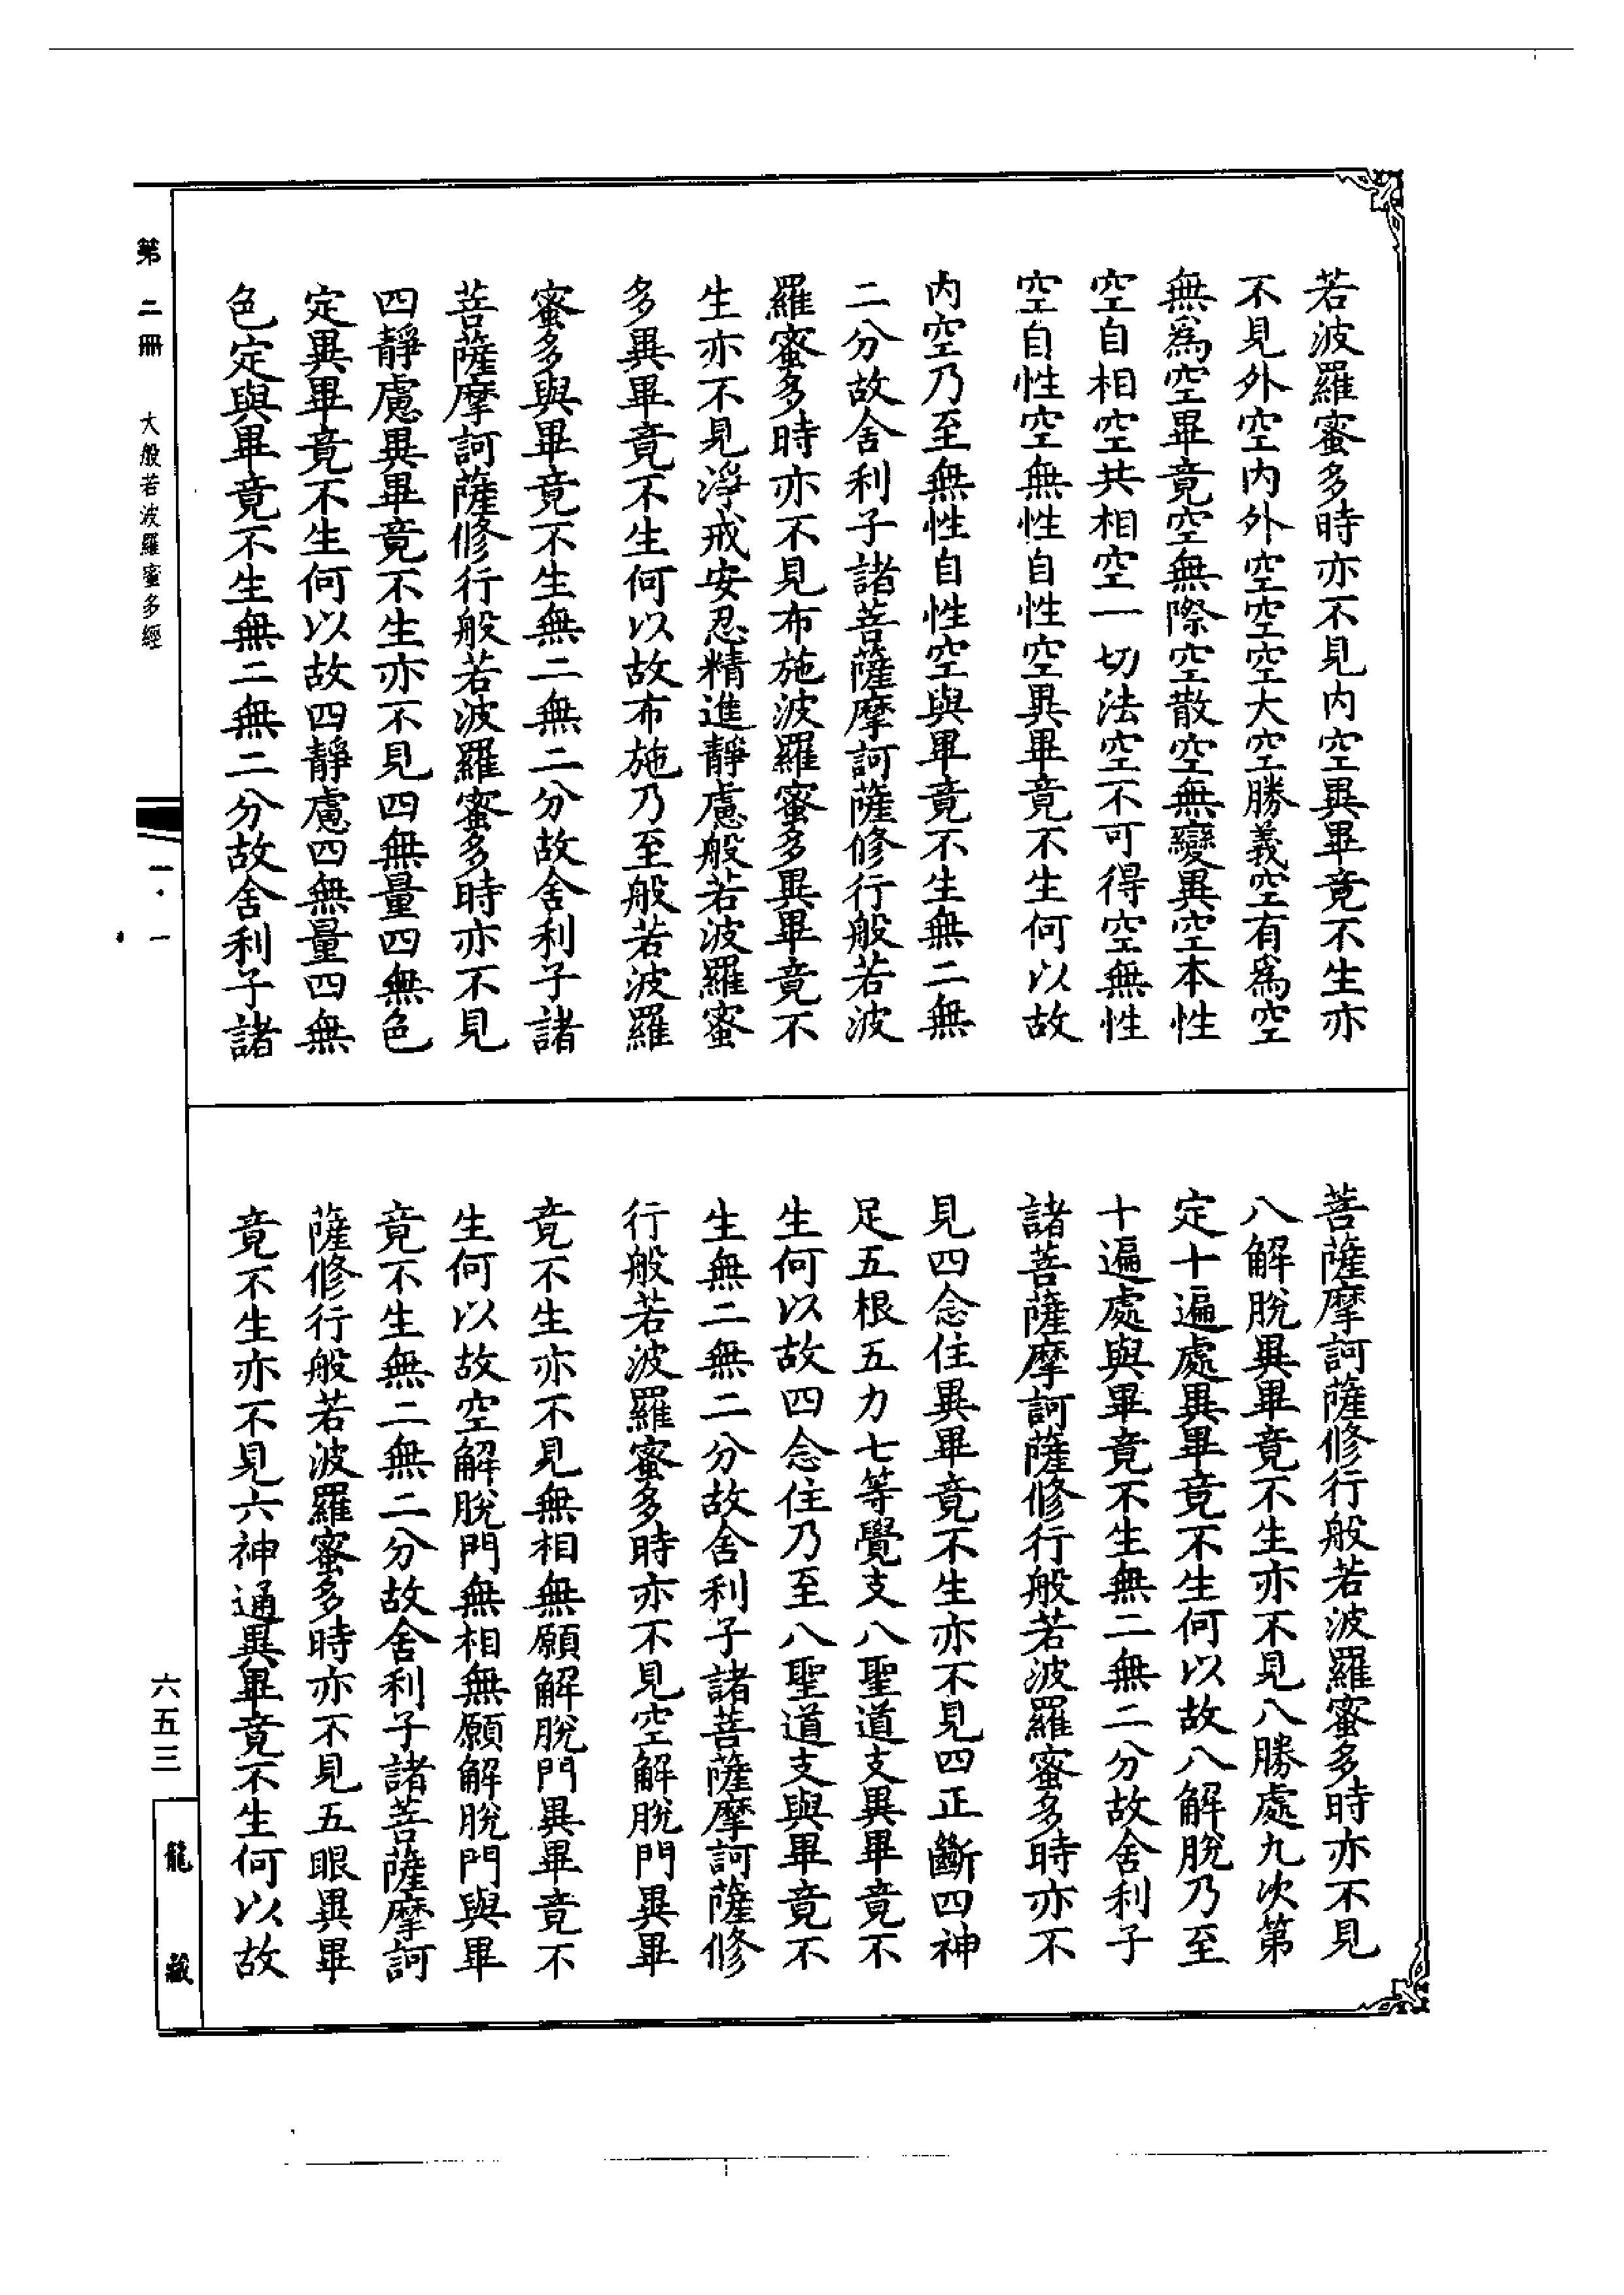 若波羅蜜多時亦不見內空異畢竟不生亦
不見外空內外空空空大空勝義空有為空
無為空畢竟空無際空散空無變異空本性
空自相空共相空一切法空不可得空無性
空自性空無性自性空異畢竟不生何以故
內空乃至無性自性空與畢竟不生無二無
二分故舍利子諸菩薩摩訶薩修行般若波
羅蜜多時亦不見布施波羅蜜多異畢竟不
生亦不見淨戒安忍精進靜慮般若波羅蜜
多異畢竟不生何以故布施乃至般若波羅
蜜多與畢竟不生無二無二分故舍利子諸
菩薩摩訶薩修行般若波羅蜜多時亦不見
四靜慮異畢竟不生亦不見四無量四無色
定異畢竟不生何以故四靜慮四無量四無
色定與畢竟不生無二無二分故舍利子諸
菩薩摩訶薩修行般若波羅蜜多時亦不見
八解脫異畢竟不生亦不見八勝處九次第
定十遍處異畢竟不生何以故八解脫乃至
十遍處與畢竟不生無二無二分故舍利子
諸菩薩摩訶薩修行般若波羅蜜多時亦不
見四念住異畢竟不生亦不見四正斷四神
足五根五力七等覺支八聖道支異畢竟不
生何以故四念住乃至八聖道支與畢竟不
生無二無二分故舍利子諸菩薩摩訶薩修
行般若波羅蜜多時亦不見空解脫門異畢
竟不生亦不見無相無願解脫門異畢竟不
生何以故空解脫門無相無願解脫門與畢
竟不生無二無二分故舍利子諸菩薩摩訶
薩修行般若波羅蜜多時亦不見五眼異畢
竟不生亦不見六神通異畢竟不生何以故
第二冊 大般若波羅蜜多經
一·一
六五三
龍藏